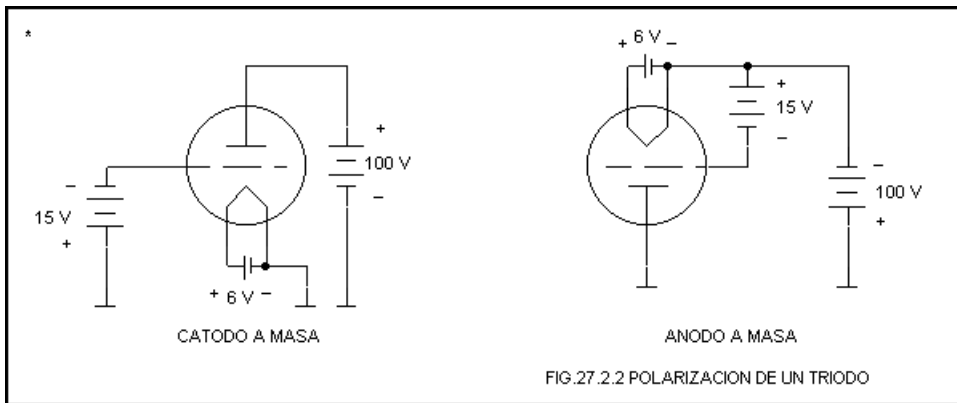 *
+ 6 V –
+
15 V
–
+
100 V
–
–
15 V
+
–
100 V
+
+ 6 V –
CATODO A MASA
ANODO A MASA
FIG.27.2.2 POLARIZACION DE UN TRIODO